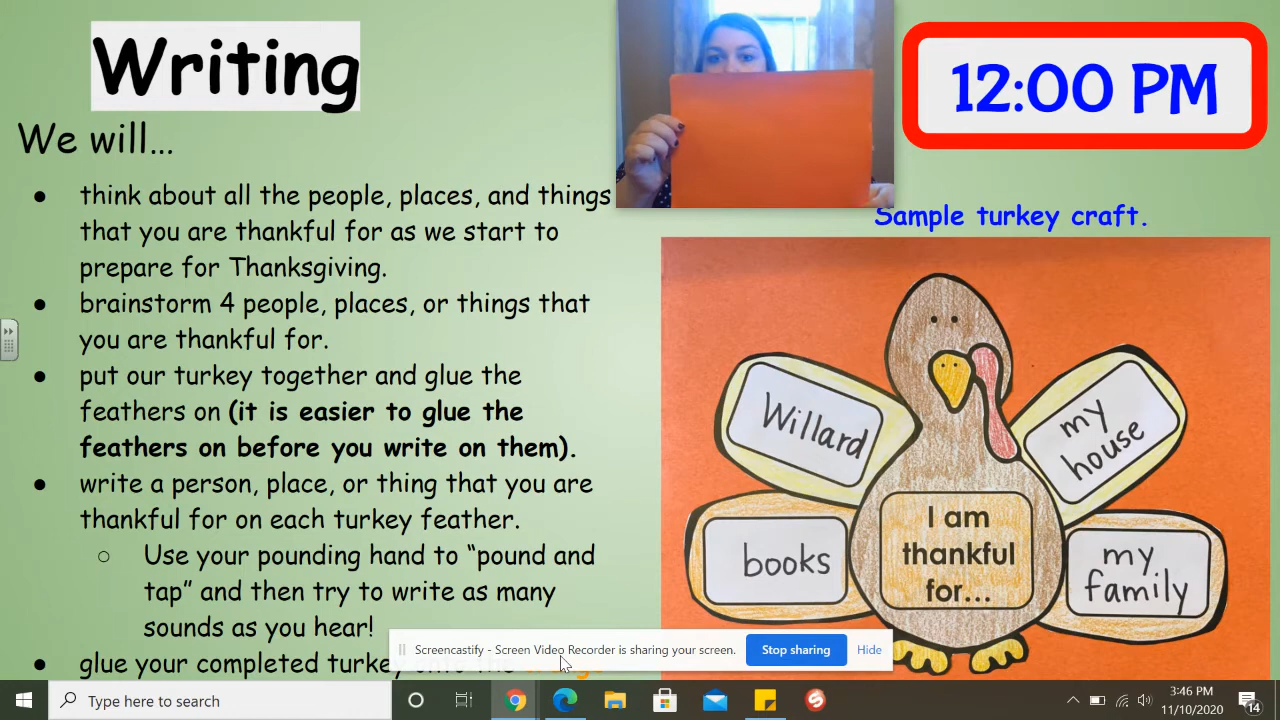 Writing
12:00 PM
We will...
● think about all the people, places, and things
that you are thankful for as we start to
prepare for Thanksgiving.
● brainstorm 4 people, places, or things that
you are thankful for.
● put our turkey together and glue the
feathers on (it is easier to glue the
feathers on before you write on them).
● write a person, place, or thing that you are
thankful for on each turkey feather.
○ Use your pounding hand to “pound and
tap” and then try to write as many
sounds as you hear!
● glue your completed turkey onto the
Sample turkey craft.
Willard
my
house
books
I am
thankful
for...
my
family
Screencastify - Screen Video Recorder is sharing your screen.
Stop sharing
Hide
Type here to search
3:46 PM
11/10/2020
14